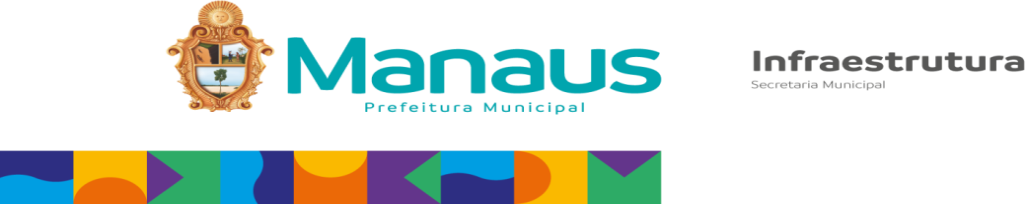 Manaus
Prefeitura Municipal
Infraestrutura
Secretaria Municipal